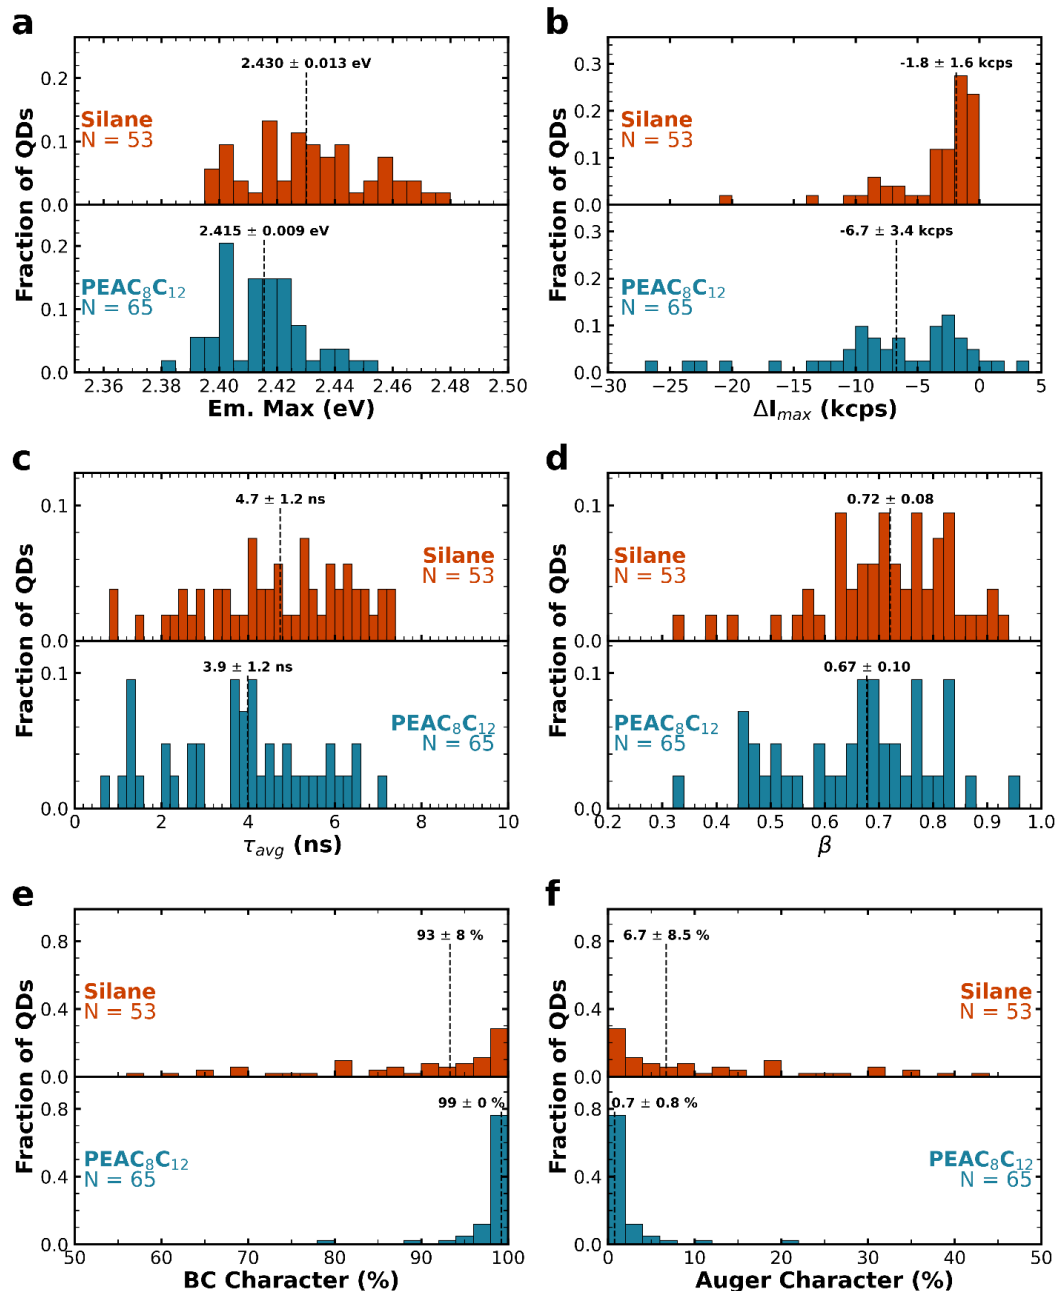 a
Fraction of QDs
0.2
0.1
0.0
2.430 ± 0.013 eV
Silane
N = 53
0.2
0.1
0.0
2.415 ± 0.009 eV
PEAC₈C₁₂
N = 65
2.36 2.38 2.40 2.42 2.44 2.46 2.48 2.50
Em. Max (eV)
b
Fraction of QDs
0.3
0.2
0.1
0.0
-1.8 ± 1.6 kcps
Silane
N = 53
0.3
0.2
0.1
0.0
-6.7 ± 3.4 kcps
PEAC₈C₁₂
N = 65
−30 −25 −20 −15 −10 −5 0 5
ΔIₘₐₓ (kcps)
c
Fraction of QDs
0.1
0.0
4.7 ± 1.2 ns
Silane
N = 53
0.1
0.0
3.9 ± 1.2 ns
PEAC₈C₁₂
N = 65
0 2 4 6 8 10
τavg (ns)
d
Fraction of QDs
0.1
0.0
0.72 ± 0.08
Silane
N = 53
0.1
0.0
0.67 ± 0.10
PEAC₈C₁₂
N = 65
0.2 0.3 0.4 0.5 0.6 0.7 0.8 0.9 1.0
β
e
Fraction of QDs
0.8
0.4
0.0
93 ± 8 %
Silane
N = 53
0.8
0.4
0.0
99 ± 0 %
PEAC₈C₁₂
N = 65
50 60 70 80 90 100
BC Character (%)
f
Fraction of QDs
0.8
0.4
0.0
6.7 ± 8.5 %
Silane
N = 53
0.8
0.4
0.0
0.7 ± 0.8 %
PEAC₈C₁₂
N = 65
0 10 20 30 40 50
Auger Character (%)